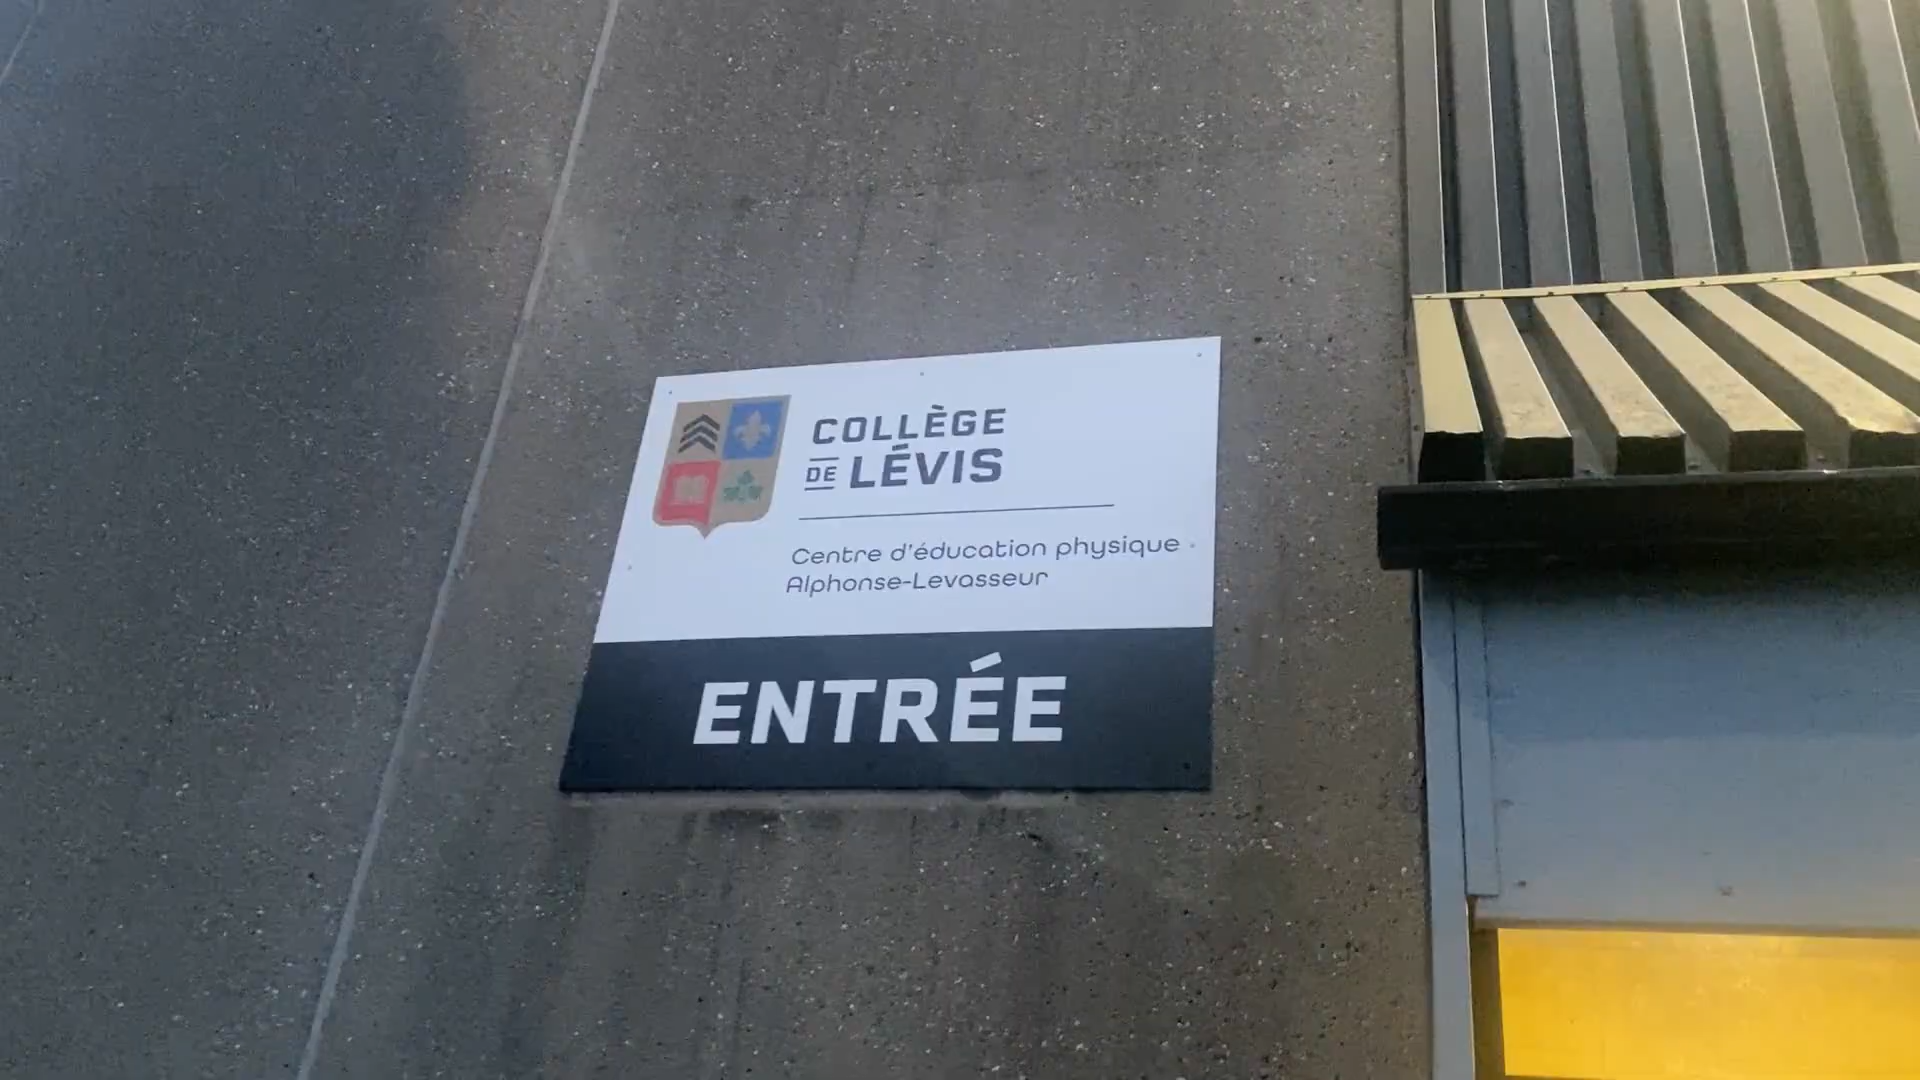 COLLÈGE
DE LÉVIS
Centre d'éducation physique
Alphonse-Levasseur
ENTRÉE